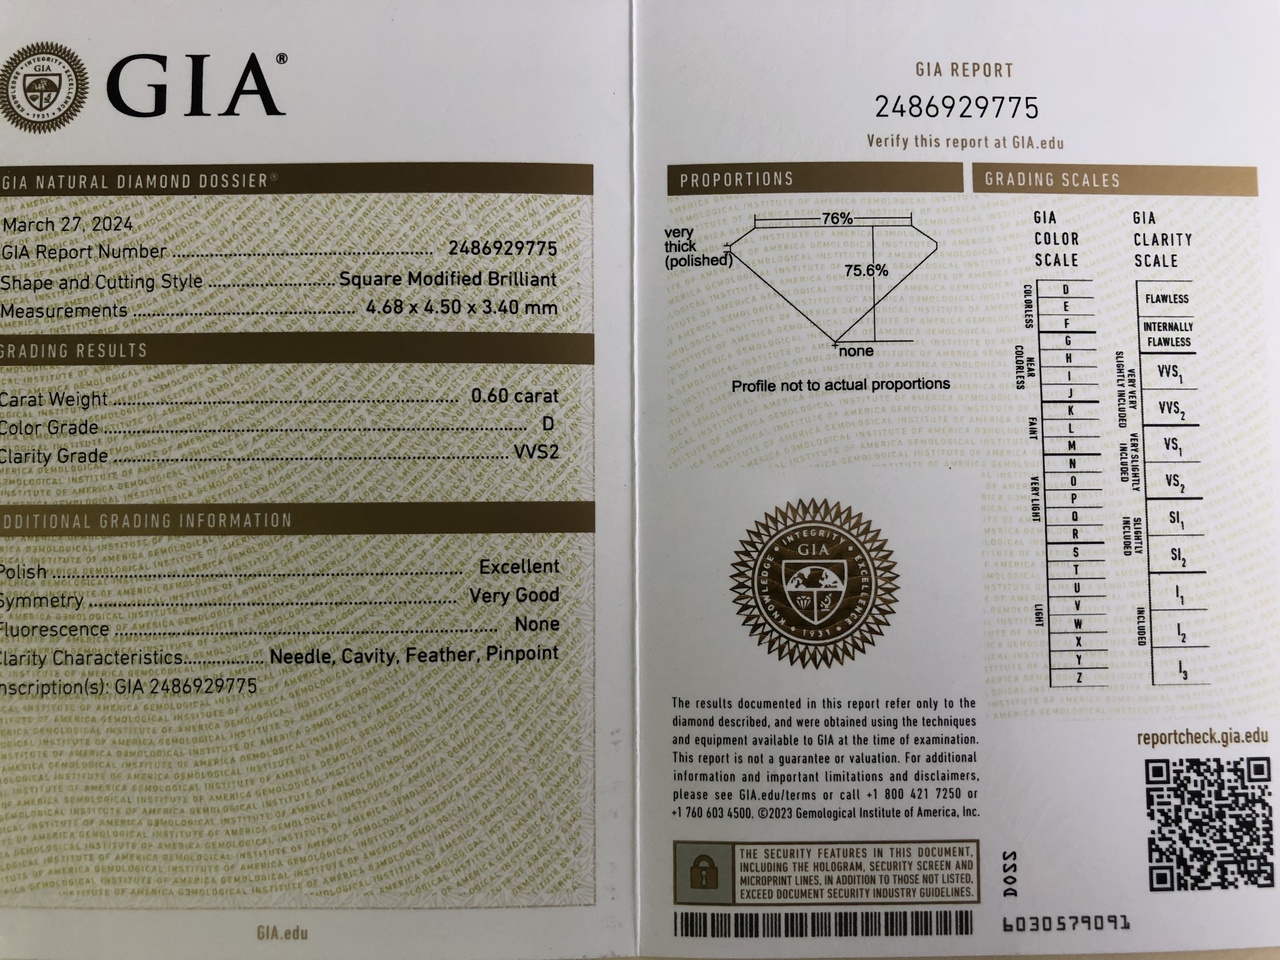 GIA®
GIA NATURAL DIAMOND DOSSIER®
March 27, 2024
GIA Report Number 2486929775
Shape and Cutting Style Square Modified Brilliant
Measurements 4.68 x 4.50 x 3.40 mm
GRADING RESULTS
Carat Weight 0.60 carat
Color Grade D
Clarity Grade VVS2
ADDITIONAL GRADING INFORMATION
Polish Excellent
Symmetry Very Good
Fluorescence None
Clarity Characteristics Needle, Cavity, Feather, Pinpoint
Inscription(s): GIA 2486929775
GIA.edu
GIA REPORT
2486929775
Verify this report at GIA.edu
PROPORTIONS
76%
very
thick
(polished)
75.6%
none
Profile not to actual proportions
KNOWLEDGE INTEGRITY EXCELLENCE
GIA
1931
The results documented in this report refer only to the
diamond described, and were obtained using the techniques
and equipment available to GIA at the time of examination.
This report is not a guarantee or valuation. For additional
information and important limitations and disclaimers,
please see GIA.edu/terms or call +1 800 421 7250 or
+1 760 603 4500. ©2023 Gemological Institute of America, Inc.
THE SECURITY FEATURES IN THIS DOCUMENT,
INCLUDING THE HOLOGRAM, SECURITY SCREEN AND
MICROPRINT LINES, IN ADDITION TO THOSE NOT LISTED,
EXCEED DOCUMENT SECURITY INDUSTRY GUIDELINES.
GRADING SCALES
GIA
COLOR
SCALE
COLORLESS
D
E
F
NEAR
COLORLESS
G
H
I
J
FAINT
K
L
M
VERY LIGHT
N
O
P
Q
R
LIGHT
S
T
U
V
W
X
Y
Z
GIA
CLARITY
SCALE
FLAWLESS
INTERNALLY
FLAWLESS
VERY VERY
SLIGHTLY INCLUDED
VVS1
VVS2
VERY SLIGHTLY
INCLUDED
VS1
VS2
SLIGHTLY
INCLUDED
SI1
SI2
INCLUDED
I1
I2
I3
reportcheck.gia.edu
DOSS
6030579091